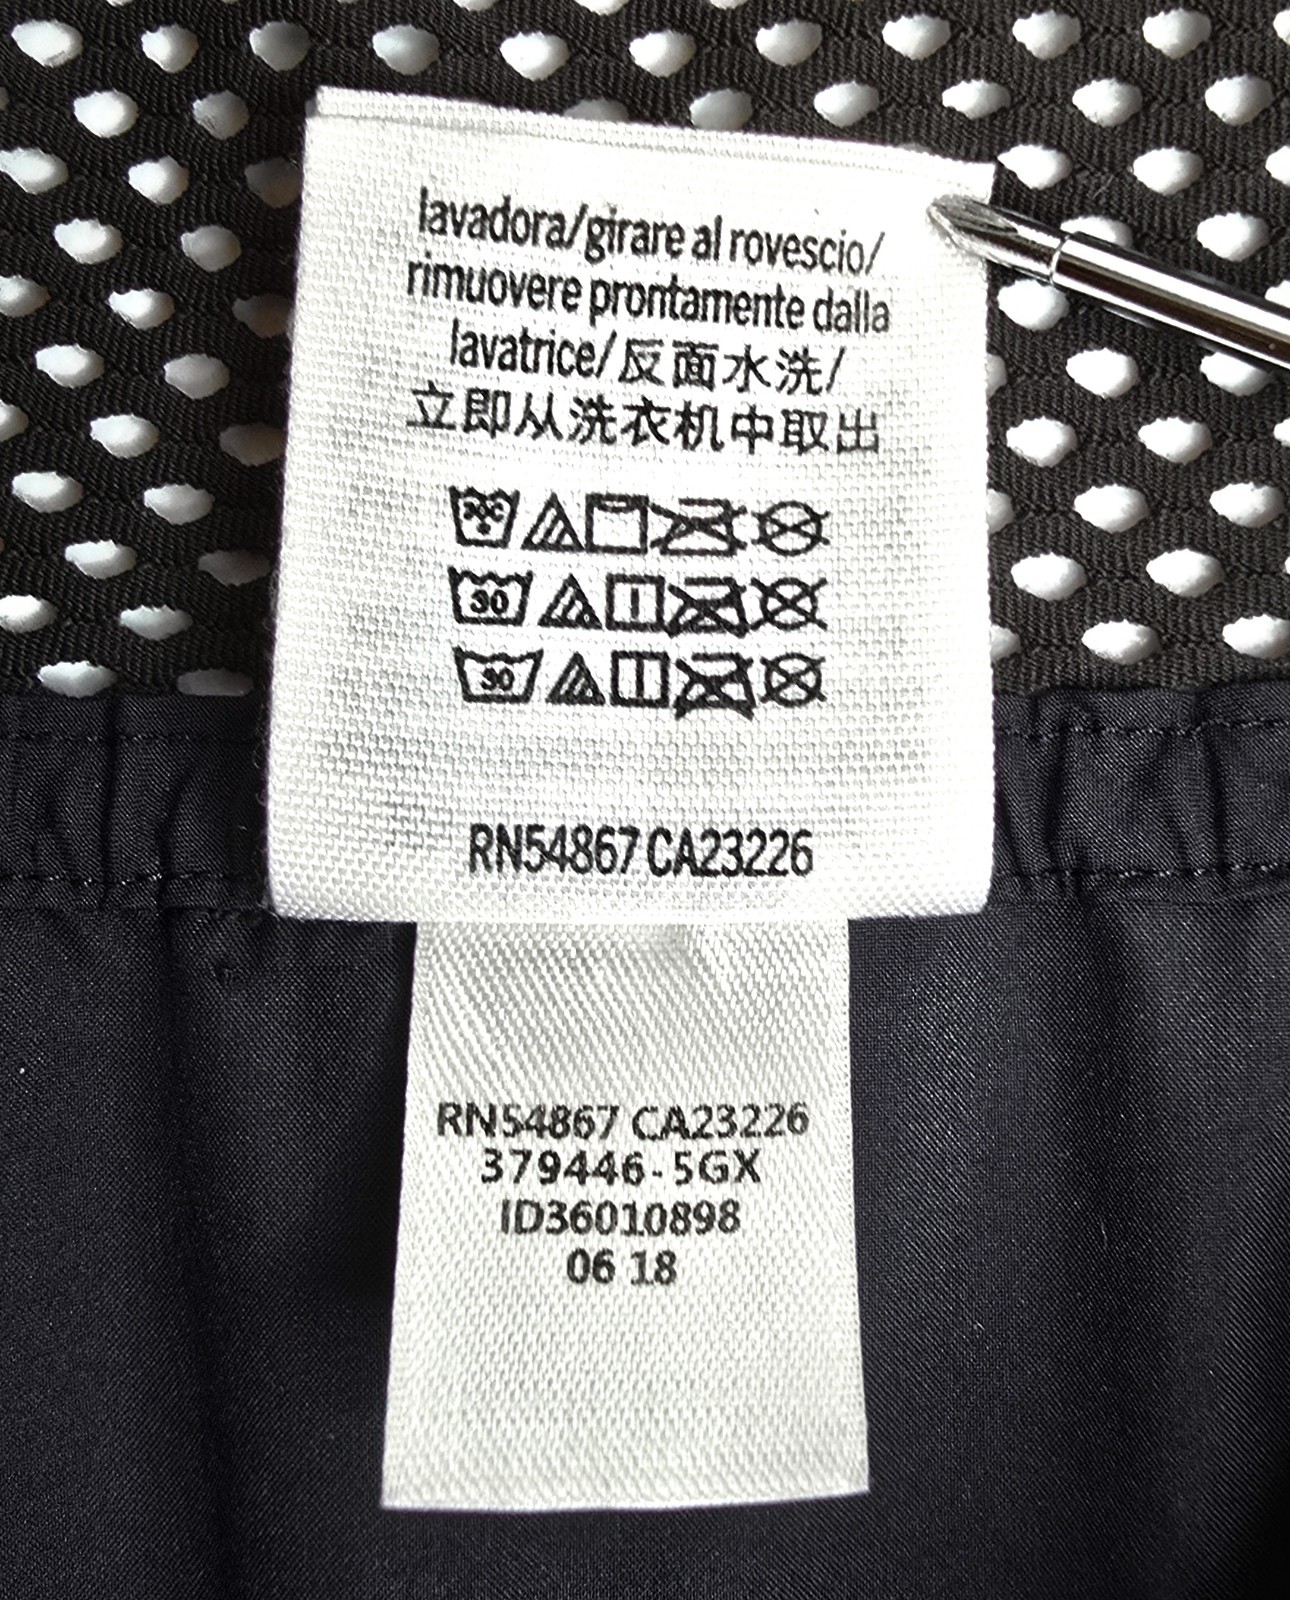 lavadora/girare al rovescio/
rimuovere prontamente dalla
lavatrice/反面水洗/
立即从洗衣机中取出
30C
30
30
RN54867 CA23226
RN54867 CA23226
379446-5GX
ID36010898
06 18